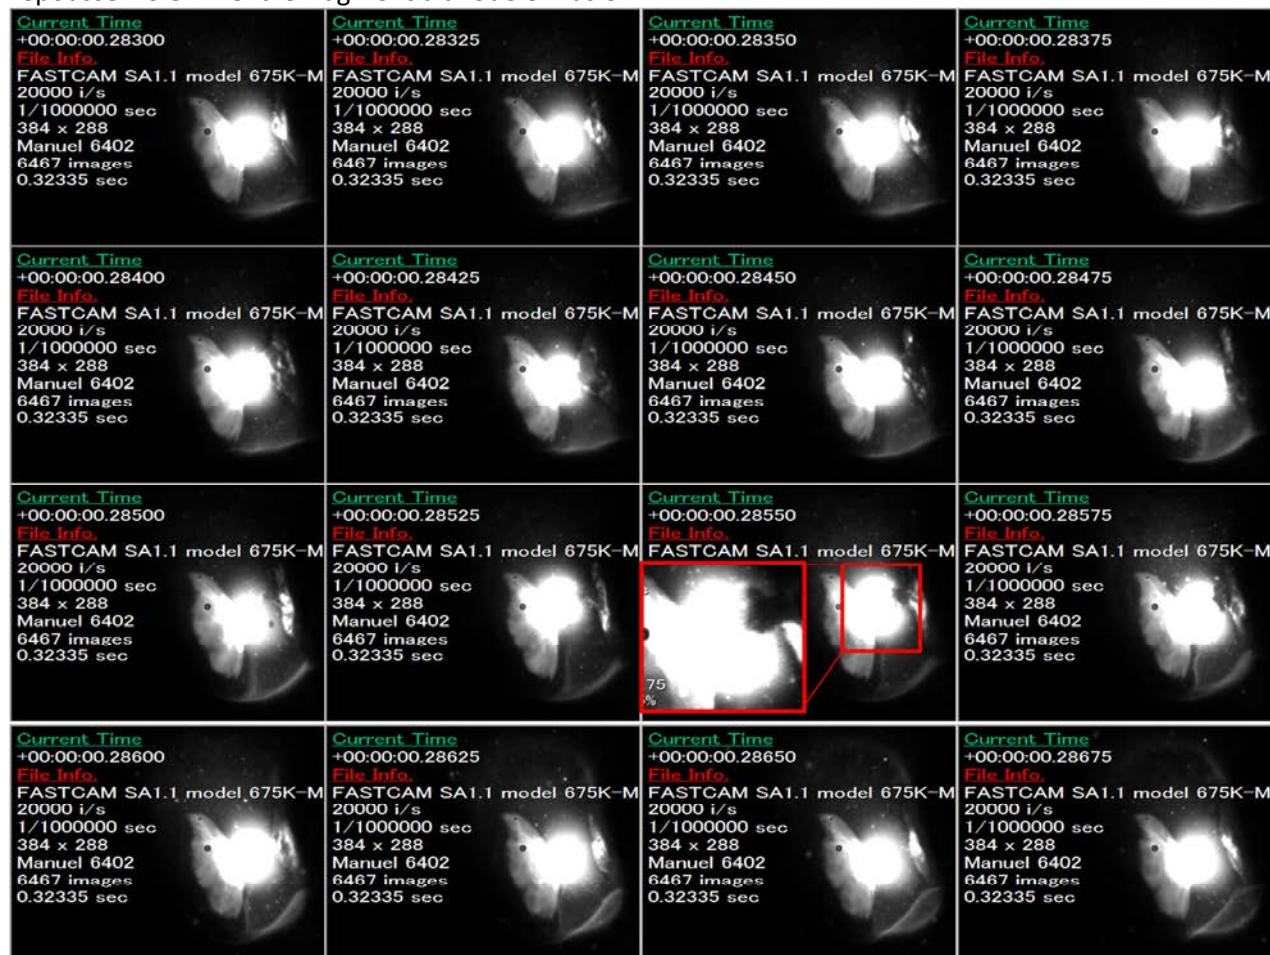 Current Time
+00:00:00.28300
File Info.
FASTCAM SA1.1 model 675K-M
20000 i/s
1/1000000 sec
384 x 288
Manuel 6402
6467 images
0.32335 sec
Current Time
+00:00:00.28325
File Info.
FASTCAM SA1.1 model 675K-M
20000 i/s
1/1000000 sec
384 x 288
Manuel 6402
6467 images
0.32335 sec
Current Time
+00:00:00.28350
File Info.
FASTCAM SA1.1 model 675K-M
20000 i/s
1/1000000 sec
384 x 288
Manuel 6402
6467 images
0.32335 sec
Current Time
+00:00:00.28375
File Info.
FASTCAM SA1.1 model 675K-M
20000 i/s
1/1000000 sec
384 x 288
Manuel 6402
6467 images
0.32335 sec
Current Time
+00:00:00.28400
File Info.
FASTCAM SA1.1 model 675K-M
20000 i/s
1/1000000 sec
384 x 288
Manuel 6402
6467 images
0.32335 sec
Current Time
+00:00:00.28425
File Info.
FASTCAM SA1.1 model 675K-M
20000 i/s
1/1000000 sec
384 x 288
Manuel 6402
6467 images
0.32335 sec
Current Time
+00:00:00.28450
File Info.
FASTCAM SA1.1 model 675K-M
20000 i/s
1/1000000 sec
384 x 288
Manuel 6402
6467 images
0.32335 sec
Current Time
+00:00:00.28475
File Info.
FASTCAM SA1.1 model 675K-M
20000 i/s
1/1000000 sec
384 x 288
Manuel 6402
6467 images
0.32335 sec
Current Time
+00:00:00.28500
File Info.
FASTCAM SA1.1 model 675K-M
20000 i/s
1/1000000 sec
384 x 288
Manuel 6402
6467 images
0.32335 sec
Current Time
+00:00:00.28525
File Info.
FASTCAM SA1.1 model 675K-M
20000 i/s
1/1000000 sec
384 x 288
Manuel 6402
6467 images
0.32335 sec
Current Time
+00:00:00.28550
File Info.
FASTCAM SA1.1 model 675K-M
75
%
Current Time
+00:00:00.28575
File Info.
FASTCAM SA1.1 model 675K-M
20000 i/s
1/1000000 sec
384 x 288
Manuel 6402
6467 images
0.32335 sec
Current Time
+00:00:00.28600
File Info.
FASTCAM SA1.1 model 675K-M
20000 i/s
1/1000000 sec
384 x 288
Manuel 6402
6467 images
0.32335 sec
Current Time
+00:00:00.28625
File Info.
FASTCAM SA1.1 model 675K-M
20000 i/s
1/1000000 sec
384 x 288
Manuel 6402
6467 images
0.32335 sec
Current Time
+00:00:00.28650
File Info.
FASTCAM SA1.1 model 675K-M
20000 i/s
1/1000000 sec
384 x 288
Manuel 6402
6467 images
0.32335 sec
Current Time
+00:00:00.28675
File Info.
FASTCAM SA1.1 model 675K-M
20000 i/s
1/1000000 sec
384 x 288
Manuel 6402
6467 images
0.32335 sec